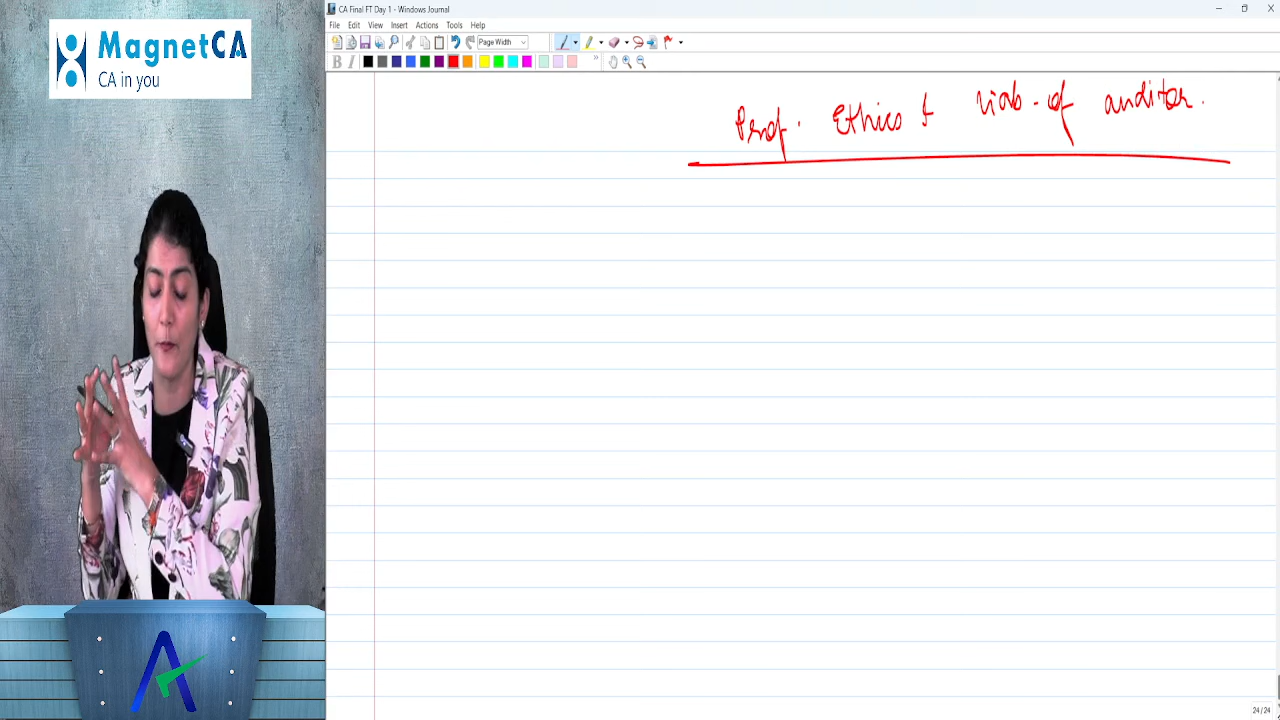 MagnetCA
CA in you
CA Final FT Day 1 - Windows Journal
File Edit View Insert Actions Tools Help
Page Width
B I
Prof. Ethics & Liab. of auditor.
24 / 24